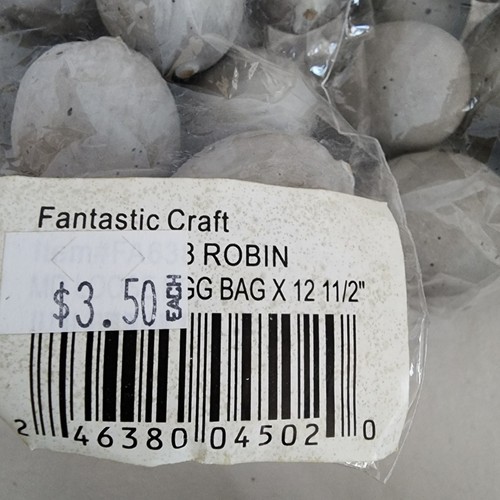 Fantastic Craft
ROBIN
GG BAG X 12 11/2"
$3.50 EACH
2 46380 04502 0